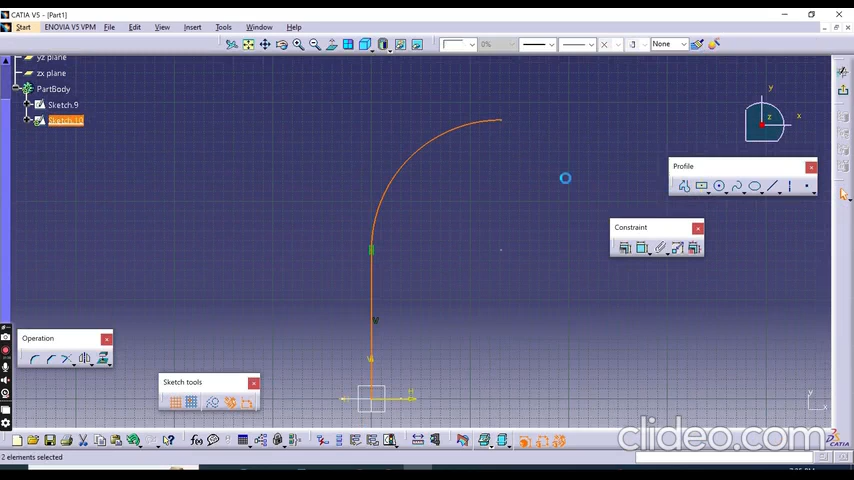 CATIA V5 - [Part1]
Start ENOVIA V5 VPM File Edit View Insert Tools Window Help
0% None
yz plane
zx plane
PartBody
Sketch.9
Sketch.10
y
x
z
Profile
Constraint
V
H
Operation
Sketch tools
y
x
clideo.com
CATIA
2 elements selected